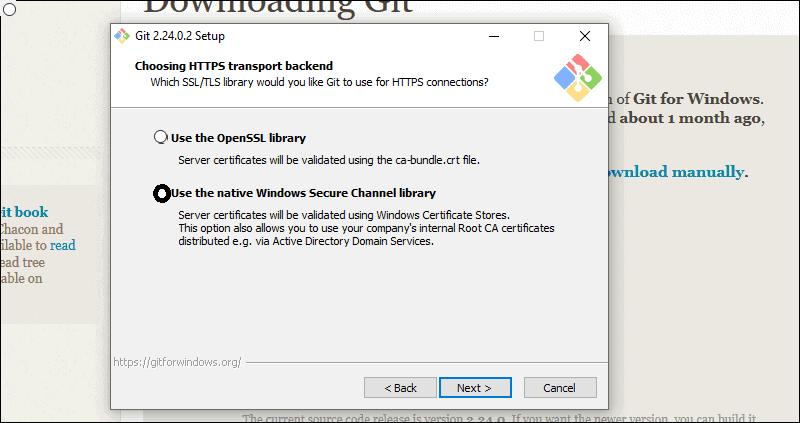 Downloading Git
Git 2.24.0.2 Setup
Choosing HTTPS transport backend
Which SSL/TLS library would you like Git to use for HTTPS connections?
Use the OpenSSL library
Server certificates will be validated using the ca-bundle.crt file.
Use the native Windows Secure Channel library
Server certificates will be validated using Windows Certificate Stores.
This option also allows you to use your company's internal Root CA certificates
distributed e.g. via Active Directory Domain Services.
https://gitforwindows.org/
< Back
Next >
Cancel
of Git for Windows.
about 1 month ago,
ownload manually.
it book
Chacon and
ilable to read
ead tree
able on
The current source code release is version 2.24.0. If you want the newer version, you can build it